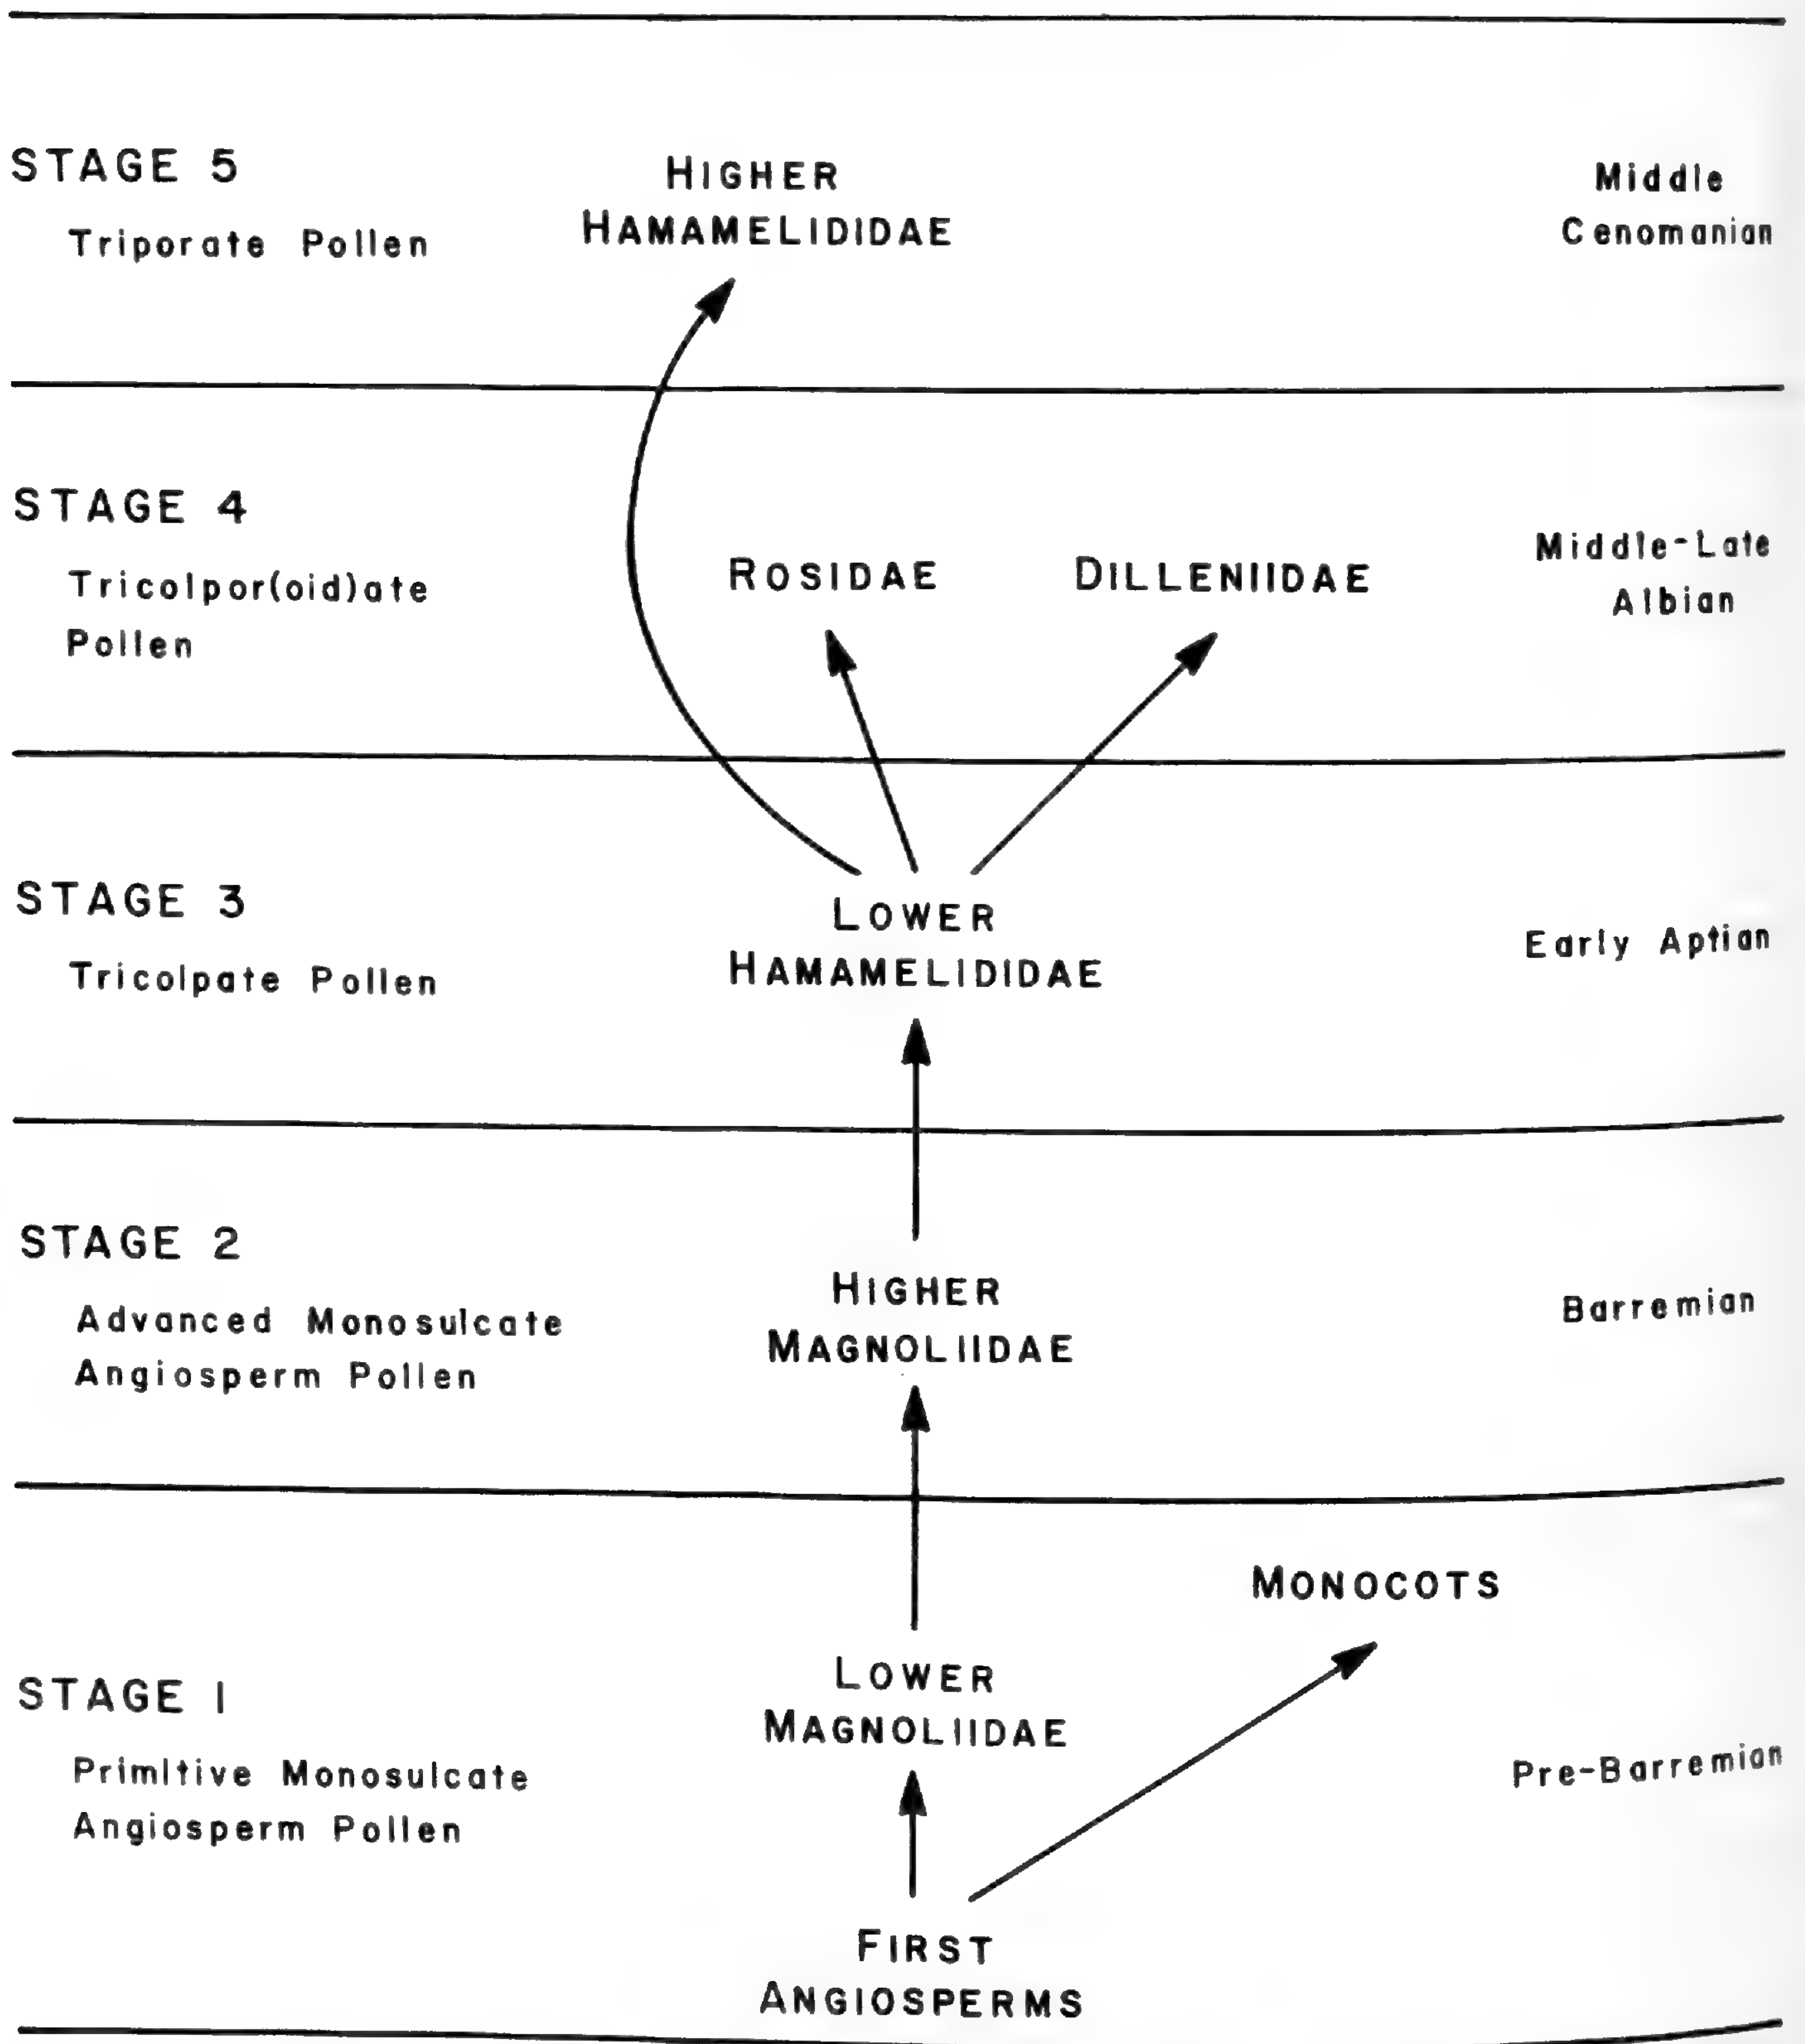 STAGE 5
Triporate Pollen
HIGHER
HAMAMELIDIDAE
Middle
Cenomanian
STAGE 4
Tricolpor(oid)ate
Pollen
ROSIDAE
DILLENIIDAE
Middle-Late
Albian
STAGE 3
Tricolpate Pollen
LOWER
HAMAMELIDIDAE
Early Aptian
STAGE 2
Advanced Monosulcate
Angiosperm Pollen
HIGHER
MAGNOLIIDAE
Barremian
STAGE 1
Primitive Monosulcate
Angiosperm Pollen
MONOCOTS
LOWER
MAGNOLIIDAE
Pre-Barremian
FIRST
ANGIOSPERMS